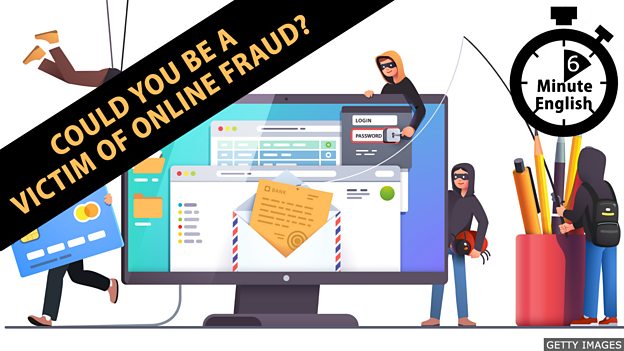 COULD YOU BE A
VICTIM OF ONLINE FRAUD?
6
Minute
English
LOGIN
PASSWORD
BANK
GETTY IMAGES